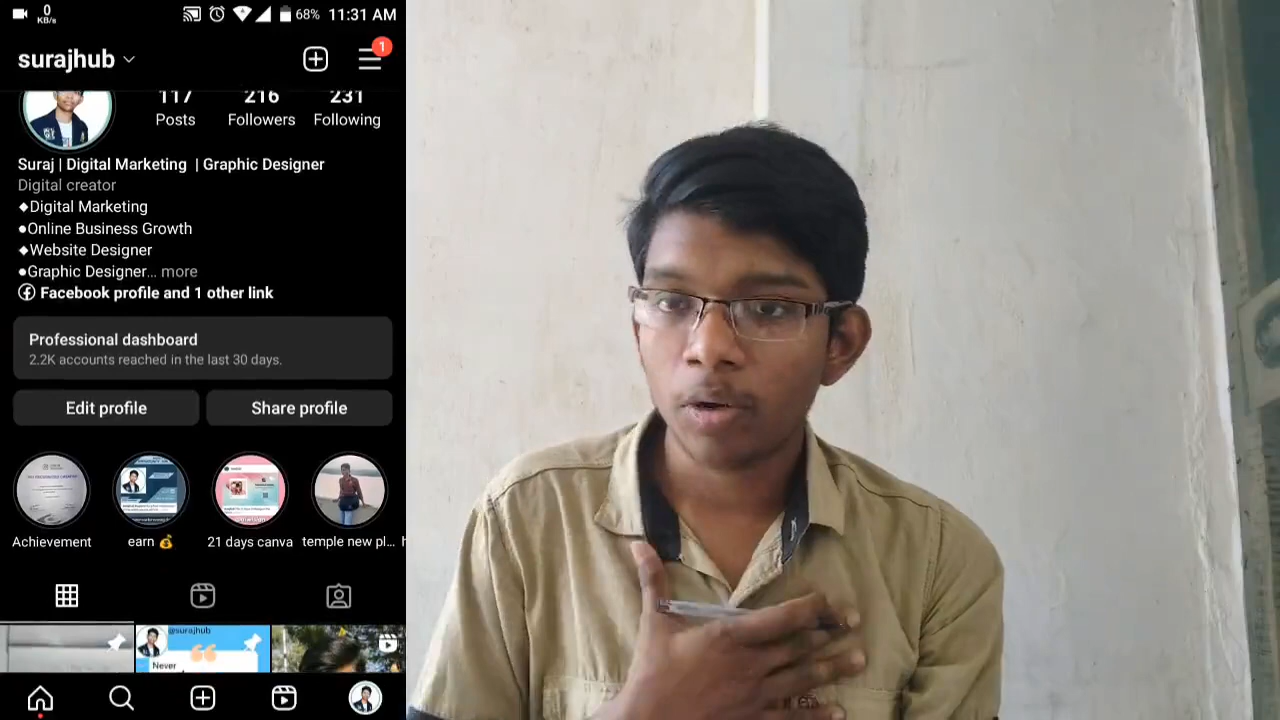 0
KB/s
68% 11:31 AM
surajhub
1
117 216 231
Posts Followers Following
Suraj | Digital Marketing | Graphic Designer
Digital creator
◆Digital Marketing
●Online Business Growth
◆Website Designer
●Graphic Designer... more
Facebook profile and 1 other link
Professional dashboard
2.2K accounts reached in the last 30 days.
Edit profile Share profile
Achievement earn 💰 21 days canva temple new pl...
@surajhub
Never